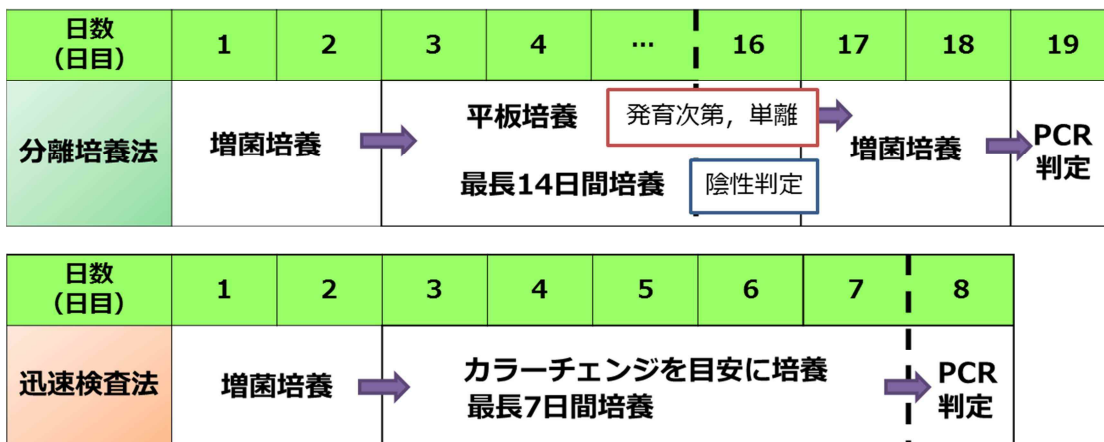 日数
(日目)
1 2 3 4 … 16 17 18 19
分離培養法
増菌培養
平板培養
発育次第，単離
最長14日間培養
陰性判定
増菌培養
PCR
判定
日数
(日目)
1 2 3 4 5 6 7 8
迅速検査法
増菌培養
カラーチェンジを目安に培養
最長7日間培養
PCR
判定